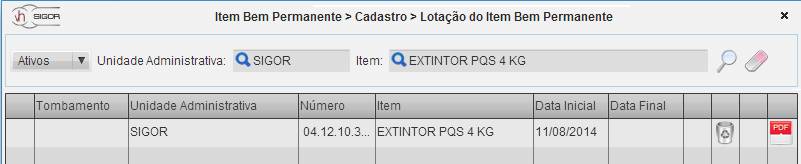 SIGOR
Item Bem Permanente > Cadastro > Lotação do Item Bem Permanente
Ativos Unidade Administrativa: SIGOR Item: EXTINTOR PQS 4 KG
Tombamento Unidade Administrativa Número Item Data Inicial Data Final
SIGOR 04.12.10.3... EXTINTOR PQS 4 KG 11/08/2014 PDF